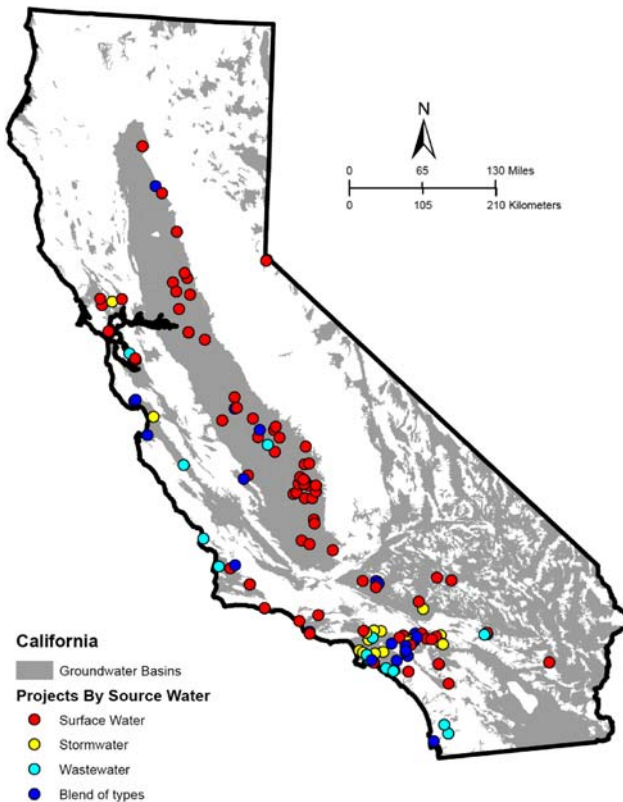 N
0 65 130 Miles
0 105 210 Kilometers
California
Groundwater Basins
Projects By Source Water
Surface Water
Stormwater
Wastewater
Blend of types